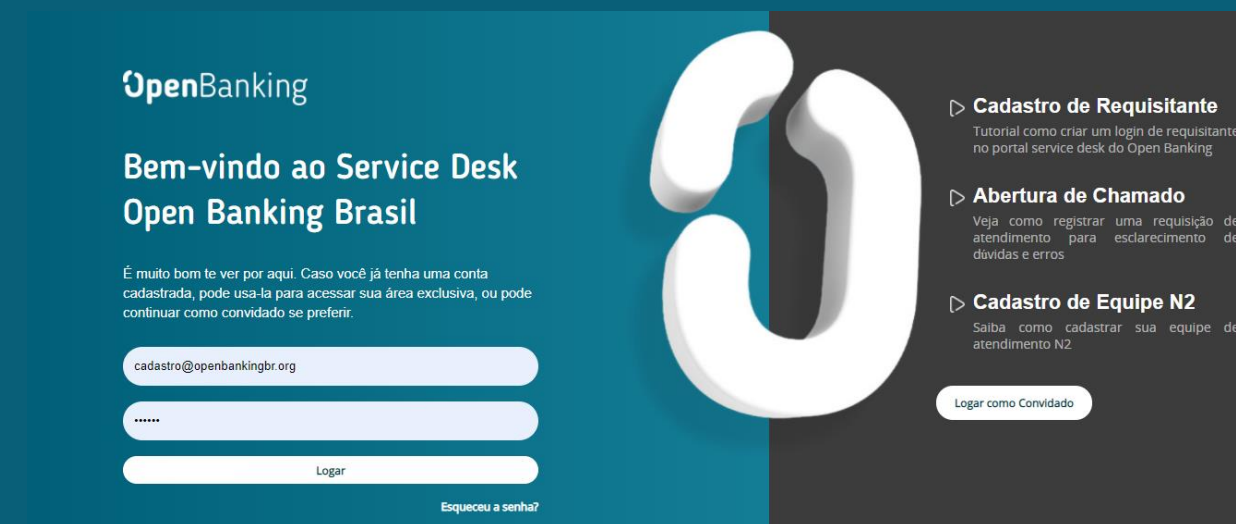 OpenBanking
Bem-vindo ao Service Desk
Open Banking Brasil
É muito bom te ver por aqui. Caso você já tenha uma conta
cadastrada, pode usa-la para acessar sua área exclusiva, ou pode
continuar como convidado se preferir.
cadastro@openbankingbr.org
••••••
Logar
Esqueceu a senha?
Cadastro de Requisitante
Tutorial como criar um login de requisitante
no portal service desk do Open Banking
Abertura de Chamado
Veja como registrar uma requisição de
atendimento para esclarecimento de
dúvidas e erros
Cadastro de Equipe N2
Saiba como cadastrar sua equipe de
atendimento N2
Logar como Convidado